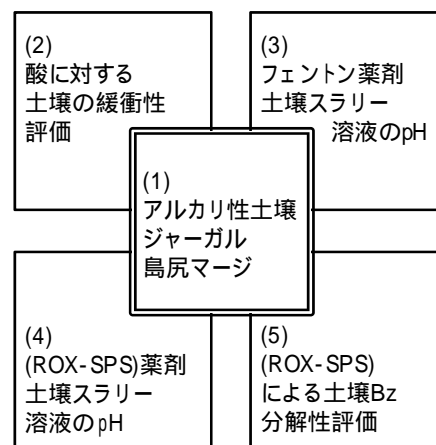 (2)
酸に対する
土壌の緩衝性
評価
(3)
フェントン薬剤
土壌スラリー
溶液のpH
(1)
アルカリ性土壌
ジャーガル
島尻マージ
(4)
(ROX-SPS)薬剤
土壌スラリー
溶液のpH
(5)
(ROX-SPS)
による土壌Bz
分解性評価